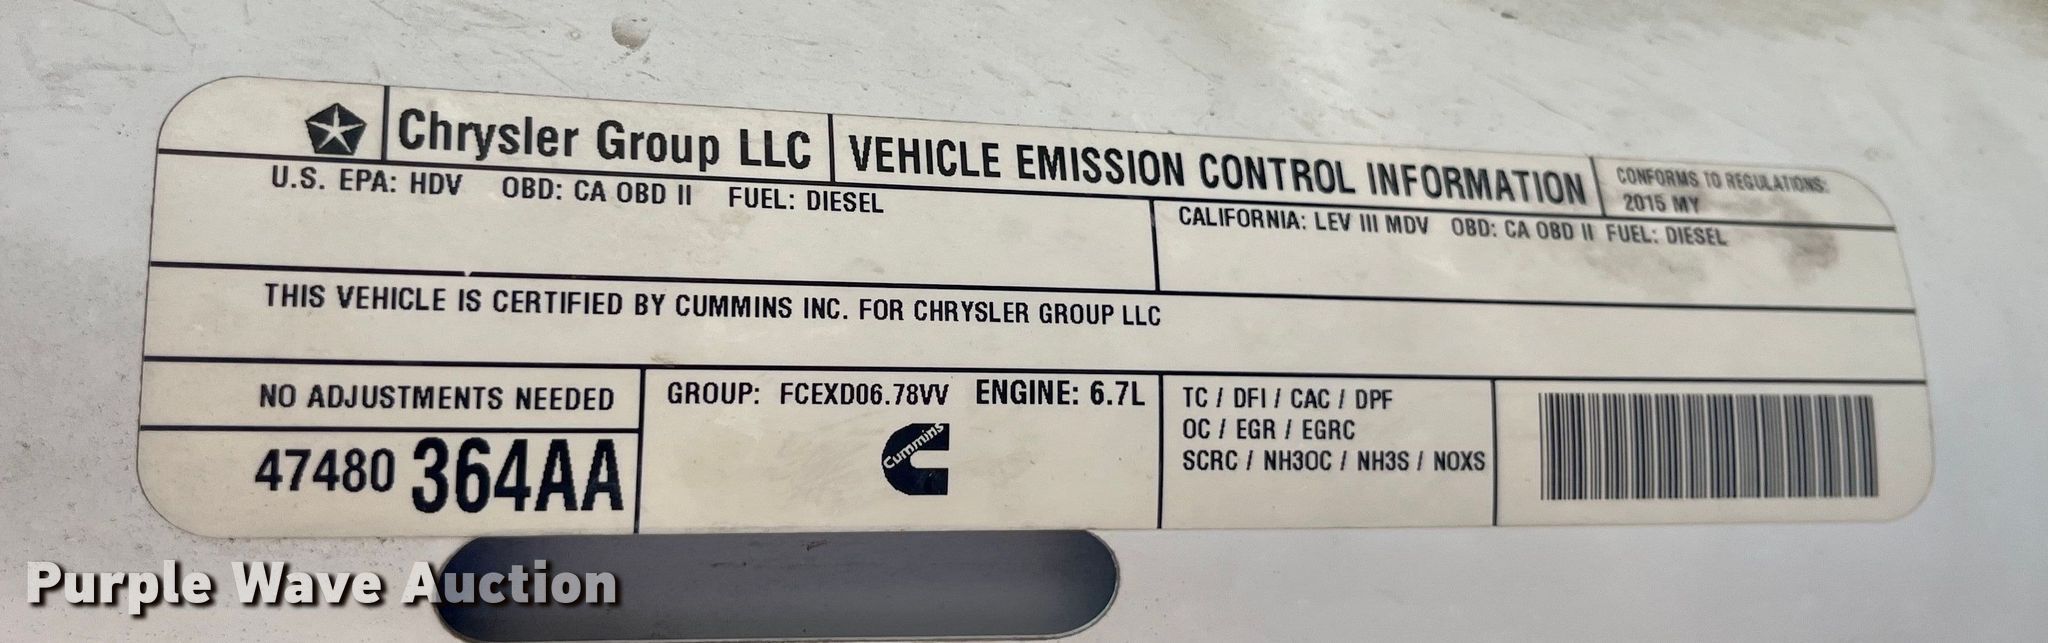 Chrysler Group LLC
VEHICLE EMISSION CONTROL INFORMATION
CONFORMS TO REGULATIONS:
2015 MY
U.S. EPA: HDV OBD: CA OBD II FUEL: DIESEL
CALIFORNIA: LEV III MDV OBD: CA OBD II FUEL: DIESEL
THIS VEHICLE IS CERTIFIED BY CUMMINS INC. FOR CHRYSLER GROUP LLC
NO ADJUSTMENTS NEEDED
47480 364AA
GROUP: FCEXD06.78VV ENGINE: 6.7L
Cummins
TC / DFI / CAC / DPF
OC / EGR / EGRC
SCRC / NH3OC / NH3S / NOXS
Purple Wave Auction